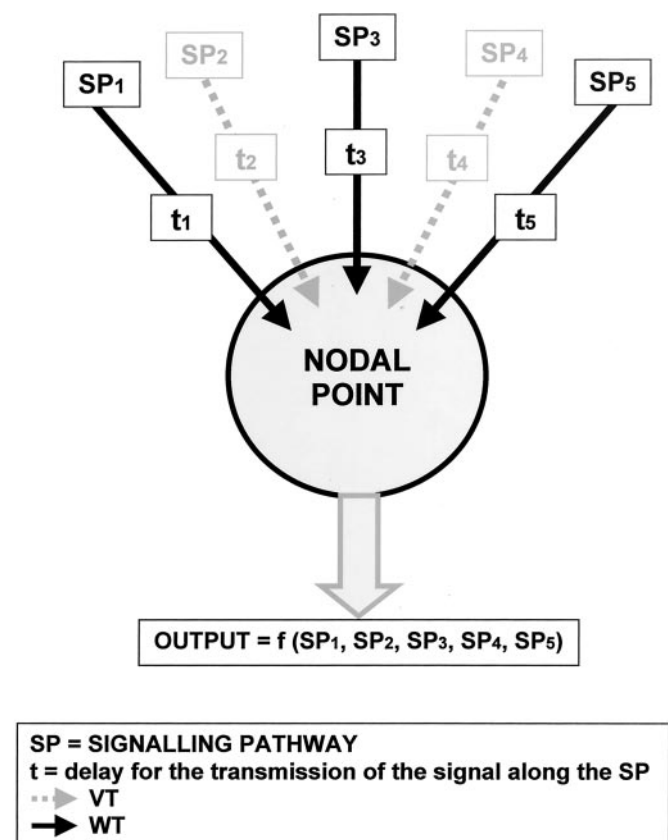 SP1 SP2 SP3 SP4 SP5
t1 t2 t3 t4 t5
NODAL
POINT
OUTPUT = f (SP1, SP2, SP3, SP4, SP5)
SP = SIGNALLING PATHWAY
t = delay for the transmission of the signal along the SP
VT
WT